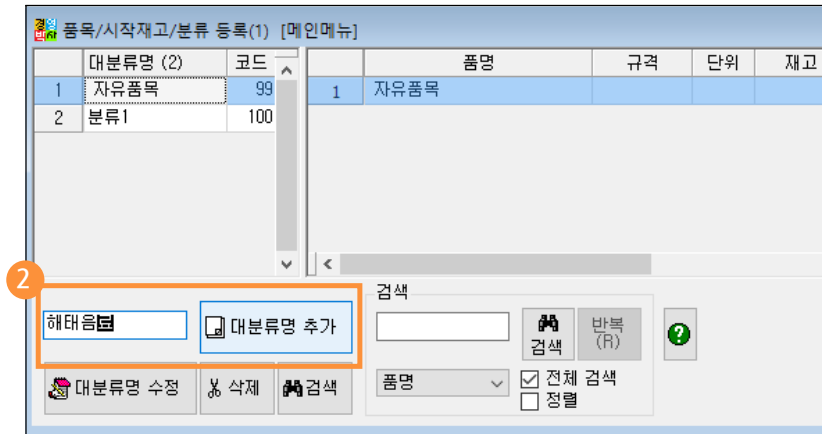 품목/시작재고/분류 등록(1) [메인메뉴]
대분류명 (2) 코드 품명 규격 단위 재고
1 자유품목 99 1 자유품목
2 분류1 100
2
검색
해태음료 대분류명 추가 검색 반복 (R)
대분류명 수정 삭제 검색 품명 전체 검색
정렬